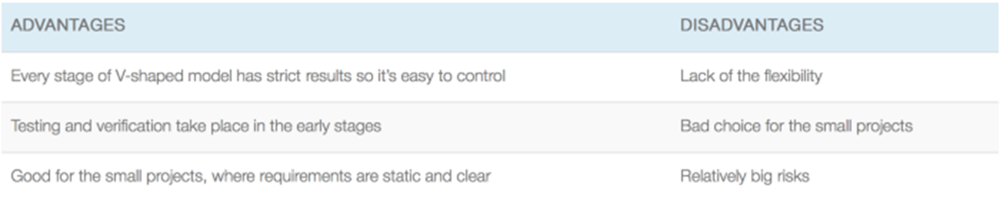 ADVANTAGES DISADVANTAGES
Every stage of V-shaped model has strict results so it's easy to control Lack of the flexibility
Testing and verification take place in the early stages Bad choice for the small projects
Good for the small projects, where requirements are static and clear Relatively big risks